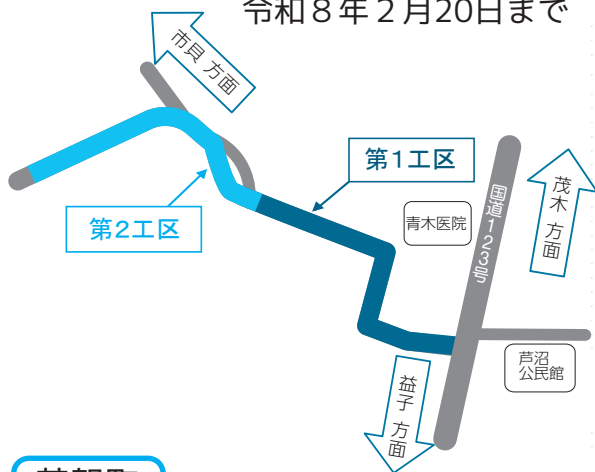 令和8年2月20日まで
市貝 方面
第1工区
第2工区
青木医院
国道123号
茂木 方面
芦沼
公民館
益子 方面